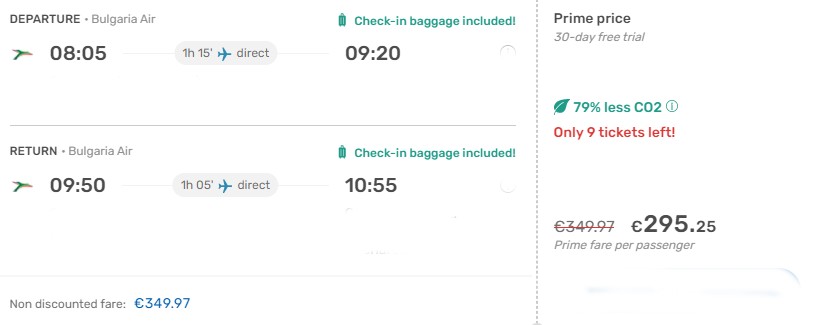 DEPARTURE • Bulgaria Air
Check-in baggage included!
08:05
1h 15' direct
09:20
RETURN • Bulgaria Air
Check-in baggage included!
09:50
1h 05' direct
10:55
Non discounted fare: €349.97
Prime price
30-day free trial
79% less CO2 ⓘ
Only 9 tickets left!
€349.97 €295.25
Prime fare per passenger